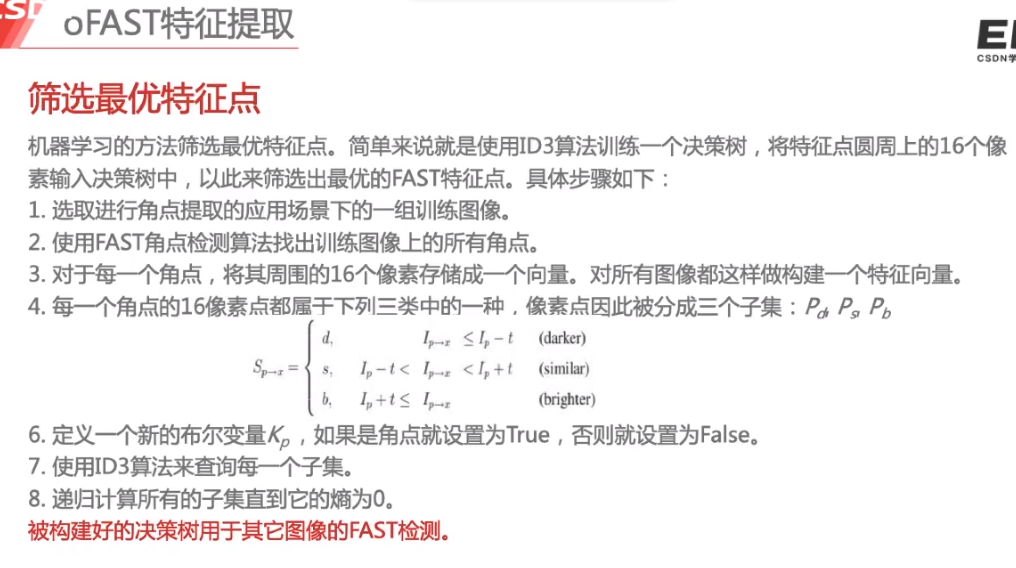 CSD
oFAST特征提取
CSDN学
筛选最优特征点
机器学习的方法筛选最优特征点。简单来说就是使用ID3算法训练一个决策树，将特征点圆周上的16个像
素输入决策树中，以此来筛选出最优的FAST特征点。具体步骤如下：
1. 选取进行角点提取的应用场景下的一组训练图像。
2. 使用FAST角点检测算法找出训练图像上的所有角点。
3. 对于每一个角点，将其周围的16个像素存储成一个向量。对所有图像都这样做构建一个特征向量。
4. 每一个角点的16像素点都属于下列三类中的一种，像素点因此被分成三个子集：P_d, P_s, P_b
S_{p→x} = { d, I_{p→x} ≤ I_p − t (darker)
s, I_p − t < I_{p→x} < I_p + t (similar)
b, I_p + t ≤ I_{p→x} (brighter)
6. 定义一个新的布尔变量K_p，如果是角点就设置为True，否则就设置为False。
7. 使用ID3算法来查询每一个子集。
8. 递归计算所有的子集直到它的熵为0。
被构建好的决策树用于其它图像的FAST检测。